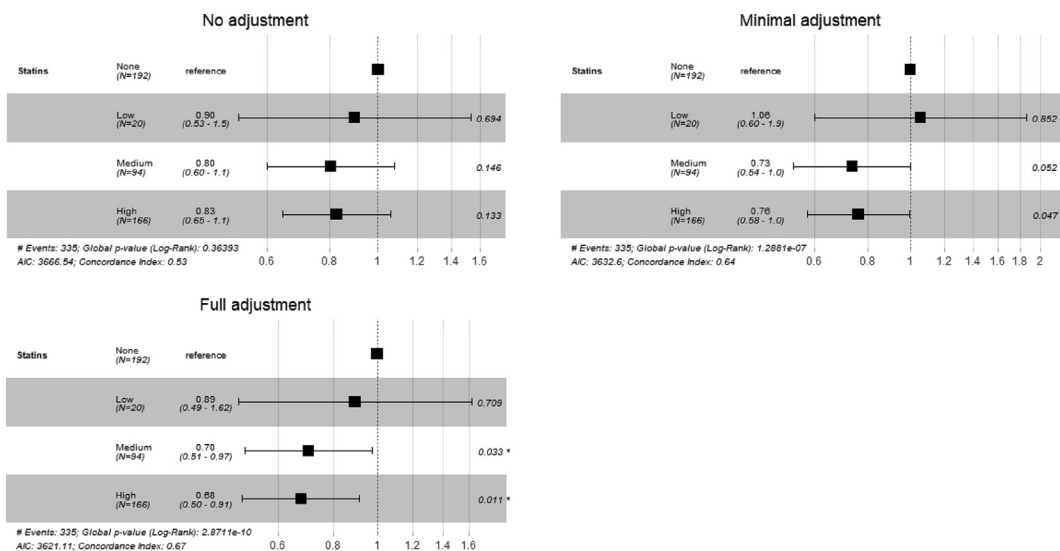 No adjustment
Statins None reference
(N=192)
Low 0.90 0.694
(N=20) (0.53 - 1.5)
Medium 0.80 0.146
(N=94) (0.60 - 1.1)
High 0.83 0.133
(N=166) (0.65 - 1.1)
# Events: 335; Global p-value (Log-Rank): 0.36393
AIC: 3666.54; Concordance Index: 0.53
0.6 0.8 1 1.2 1.4 1.6
Minimal adjustment
Statins None reference
(N=192)
Low 1.06 0.852
(N=20) (0.60 - 1.9)
Medium 0.73 0.052
(N=94) (0.54 - 1.0)
High 0.76 0.047
(N=166) (0.58 - 1.0)
# Events: 335; Global p-value (Log-Rank): 1.2881e-07
AIC: 3632.6; Concordance Index: 0.64
0.6 0.8 1 1.2 1.4 1.6 1.8 2
Full adjustment
Statins None reference
(N=192)
Low 0.89 0.709
(N=20) (0.49 - 1.62)
Medium 0.70 0.033 *
(N=94) (0.51 - 0.97)
High 0.68 0.011 *
(N=166) (0.50 - 0.91)
# Events: 335; Global p-value (Log-Rank): 2.8711e-10
AIC: 3621.11; Concordance Index: 0.67
0.6 0.8 1 1.2 1.4 1.6